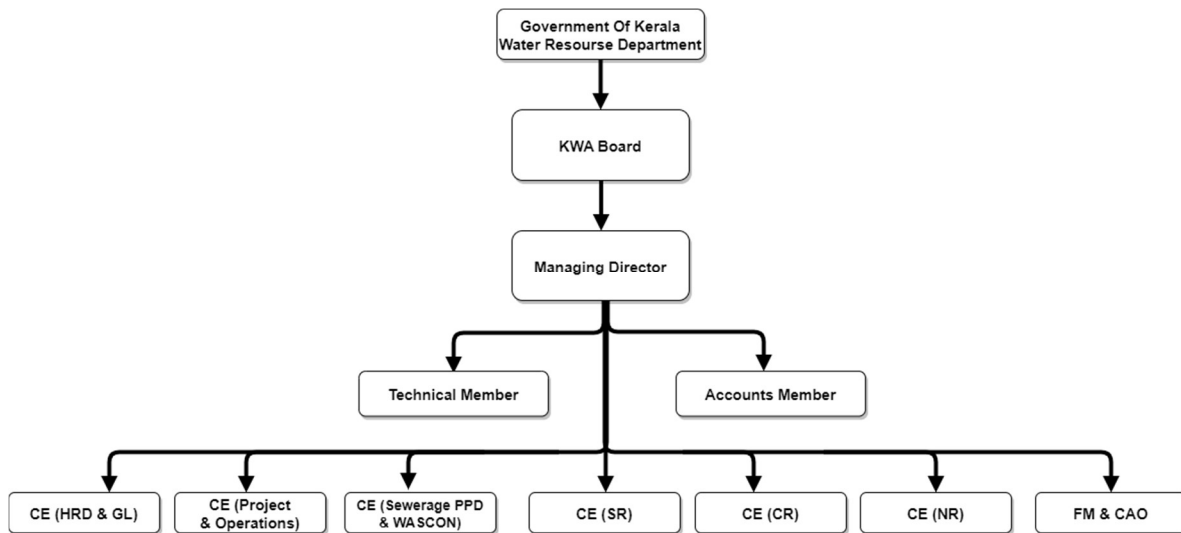 Government Of Kerala
Water Resourse Department
KWA Board
Managing Director
Technical Member
Accounts Member
CE (HRD & GL)
CE (Project
& Operations)
CE (Sewerage PPD
& WASCON)
CE (SR)
CE (CR)
CE (NR)
FM & CAO